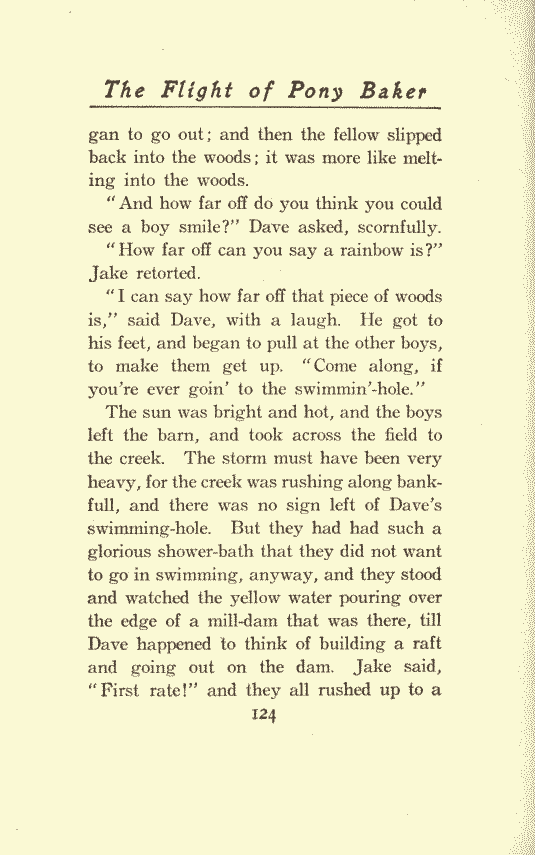 The Flight of Pony Baker
gan to go out; and then the fellow slipped
back into the woods; it was more like melt-
ing into the woods.
"And how far off do you think you could
see a boy smile?" Dave asked, scornfully.
"How far off can you say a rainbow is?"
Jake retorted.
"I can say how far off that piece of woods
is," said Dave, with a laugh. He got to
his feet, and began to pull at the other boys,
to make them get up. "Come along, if
you're ever goin' to the swimmin'-hole."
The sun was bright and hot, and the boys
left the barn, and took across the field to
the creek. The storm must have been very
heavy, for the creek was rushing along bank-
full, and there was no sign left of Dave's
swimming-hole. But they had had such a
glorious shower-bath that they did not want
to go in swimming, anyway, and they stood
and watched the yellow water pouring over
the edge of a mill-dam that was there, till
Dave happened to think of building a raft
and going out on the dam. Jake said,
"First rate!" and they all rushed up to a
124